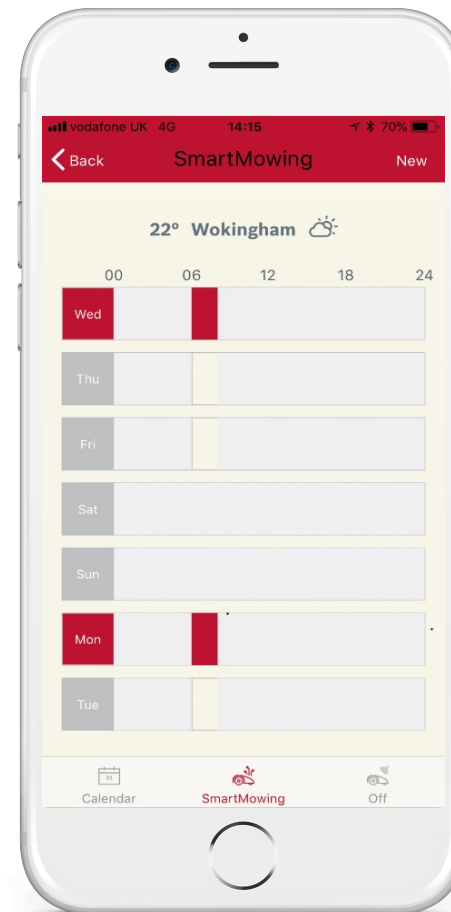 vodafone UK 4G 14:15 70%
Back SmartMowing New
22° Wokingham
00 06 12 18 24
Wed
Thu
Fri
Sat
Sun
Mon
Tue
31
Calendar SmartMowing Off